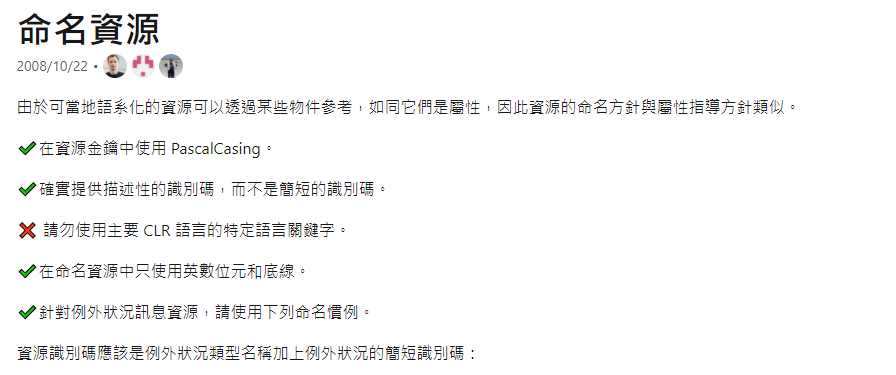 命名資源
2008/10/22 •
由於可當地語系化的資源可以透過某些物件參考，如同它們是屬性，因此資源的命名方針與屬性指導方針類似。
✔在資源金鑰中使用 PascalCasing。
✔確實提供描述性的識別碼，而不是簡短的識別碼。
❌ 請勿使用主要 CLR 語言的特定語言關鍵字。
✔在命名資源中只使用英數位元和底線。
✔針對例外狀況訊息資源，請使用下列命名慣例。
資源識別碼應該是例外狀況類型名稱加上例外狀況的簡短識別碼：